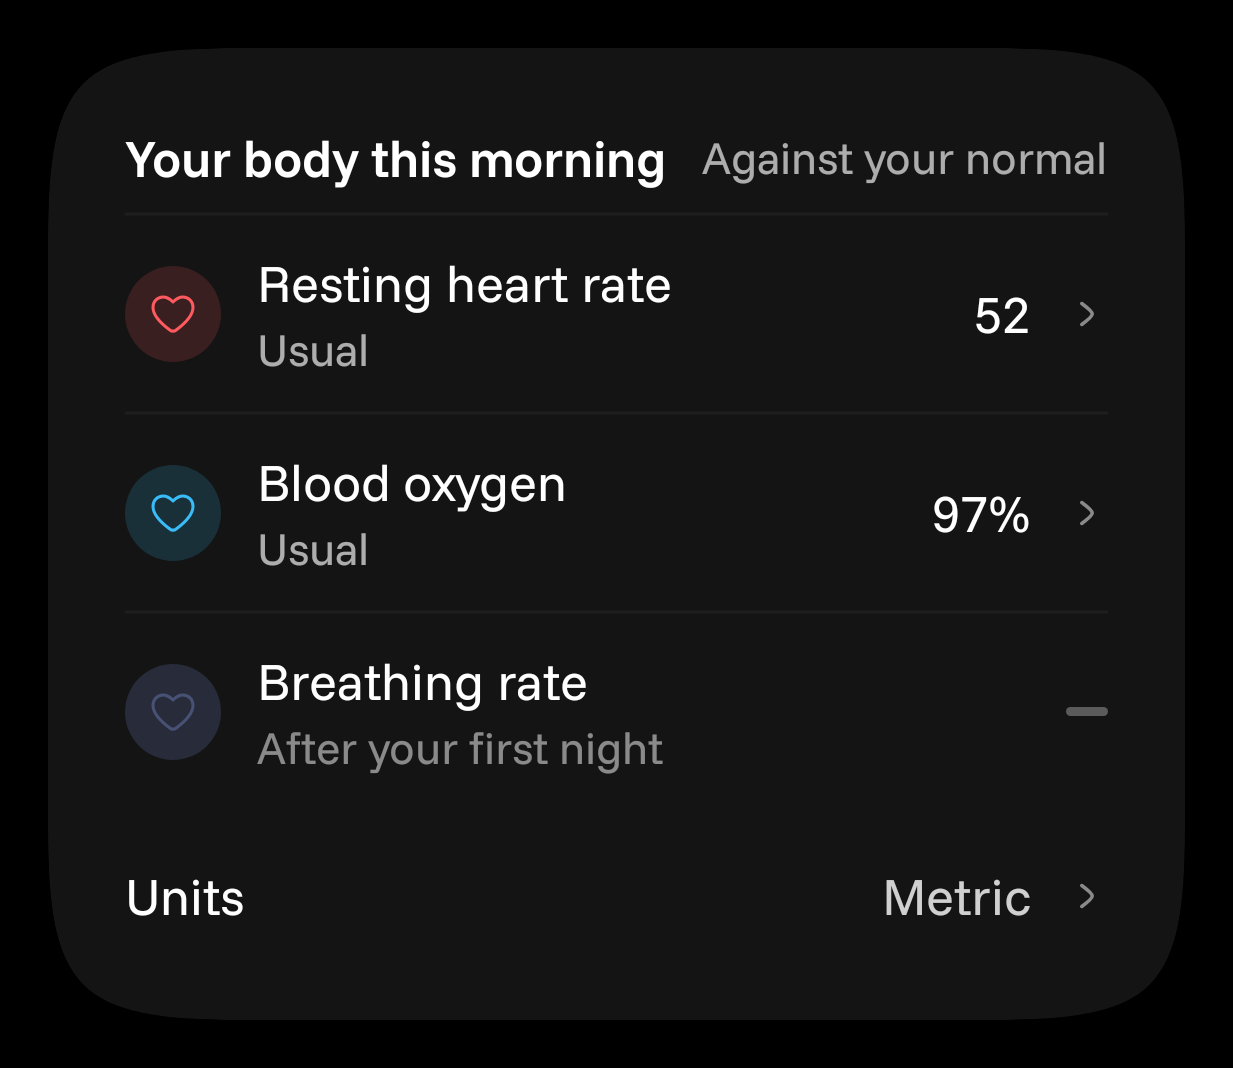 Your body this morning Against your normal
Resting heart rate
Usual
52
Blood oxygen
Usual
97%
Breathing rate
After your first night
Units Metric